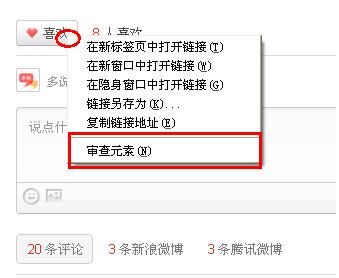 喜欢 8 人喜欢
在新标签页中打开链接(T)
在新窗口中打开链接(W)
在隐身窗口中打开链接(G)
多说
链接另存为(K)...
复制链接地址(E)
说点什
审查元素(N)
20 条评论 3 条新浪微博 3 条腾讯微博